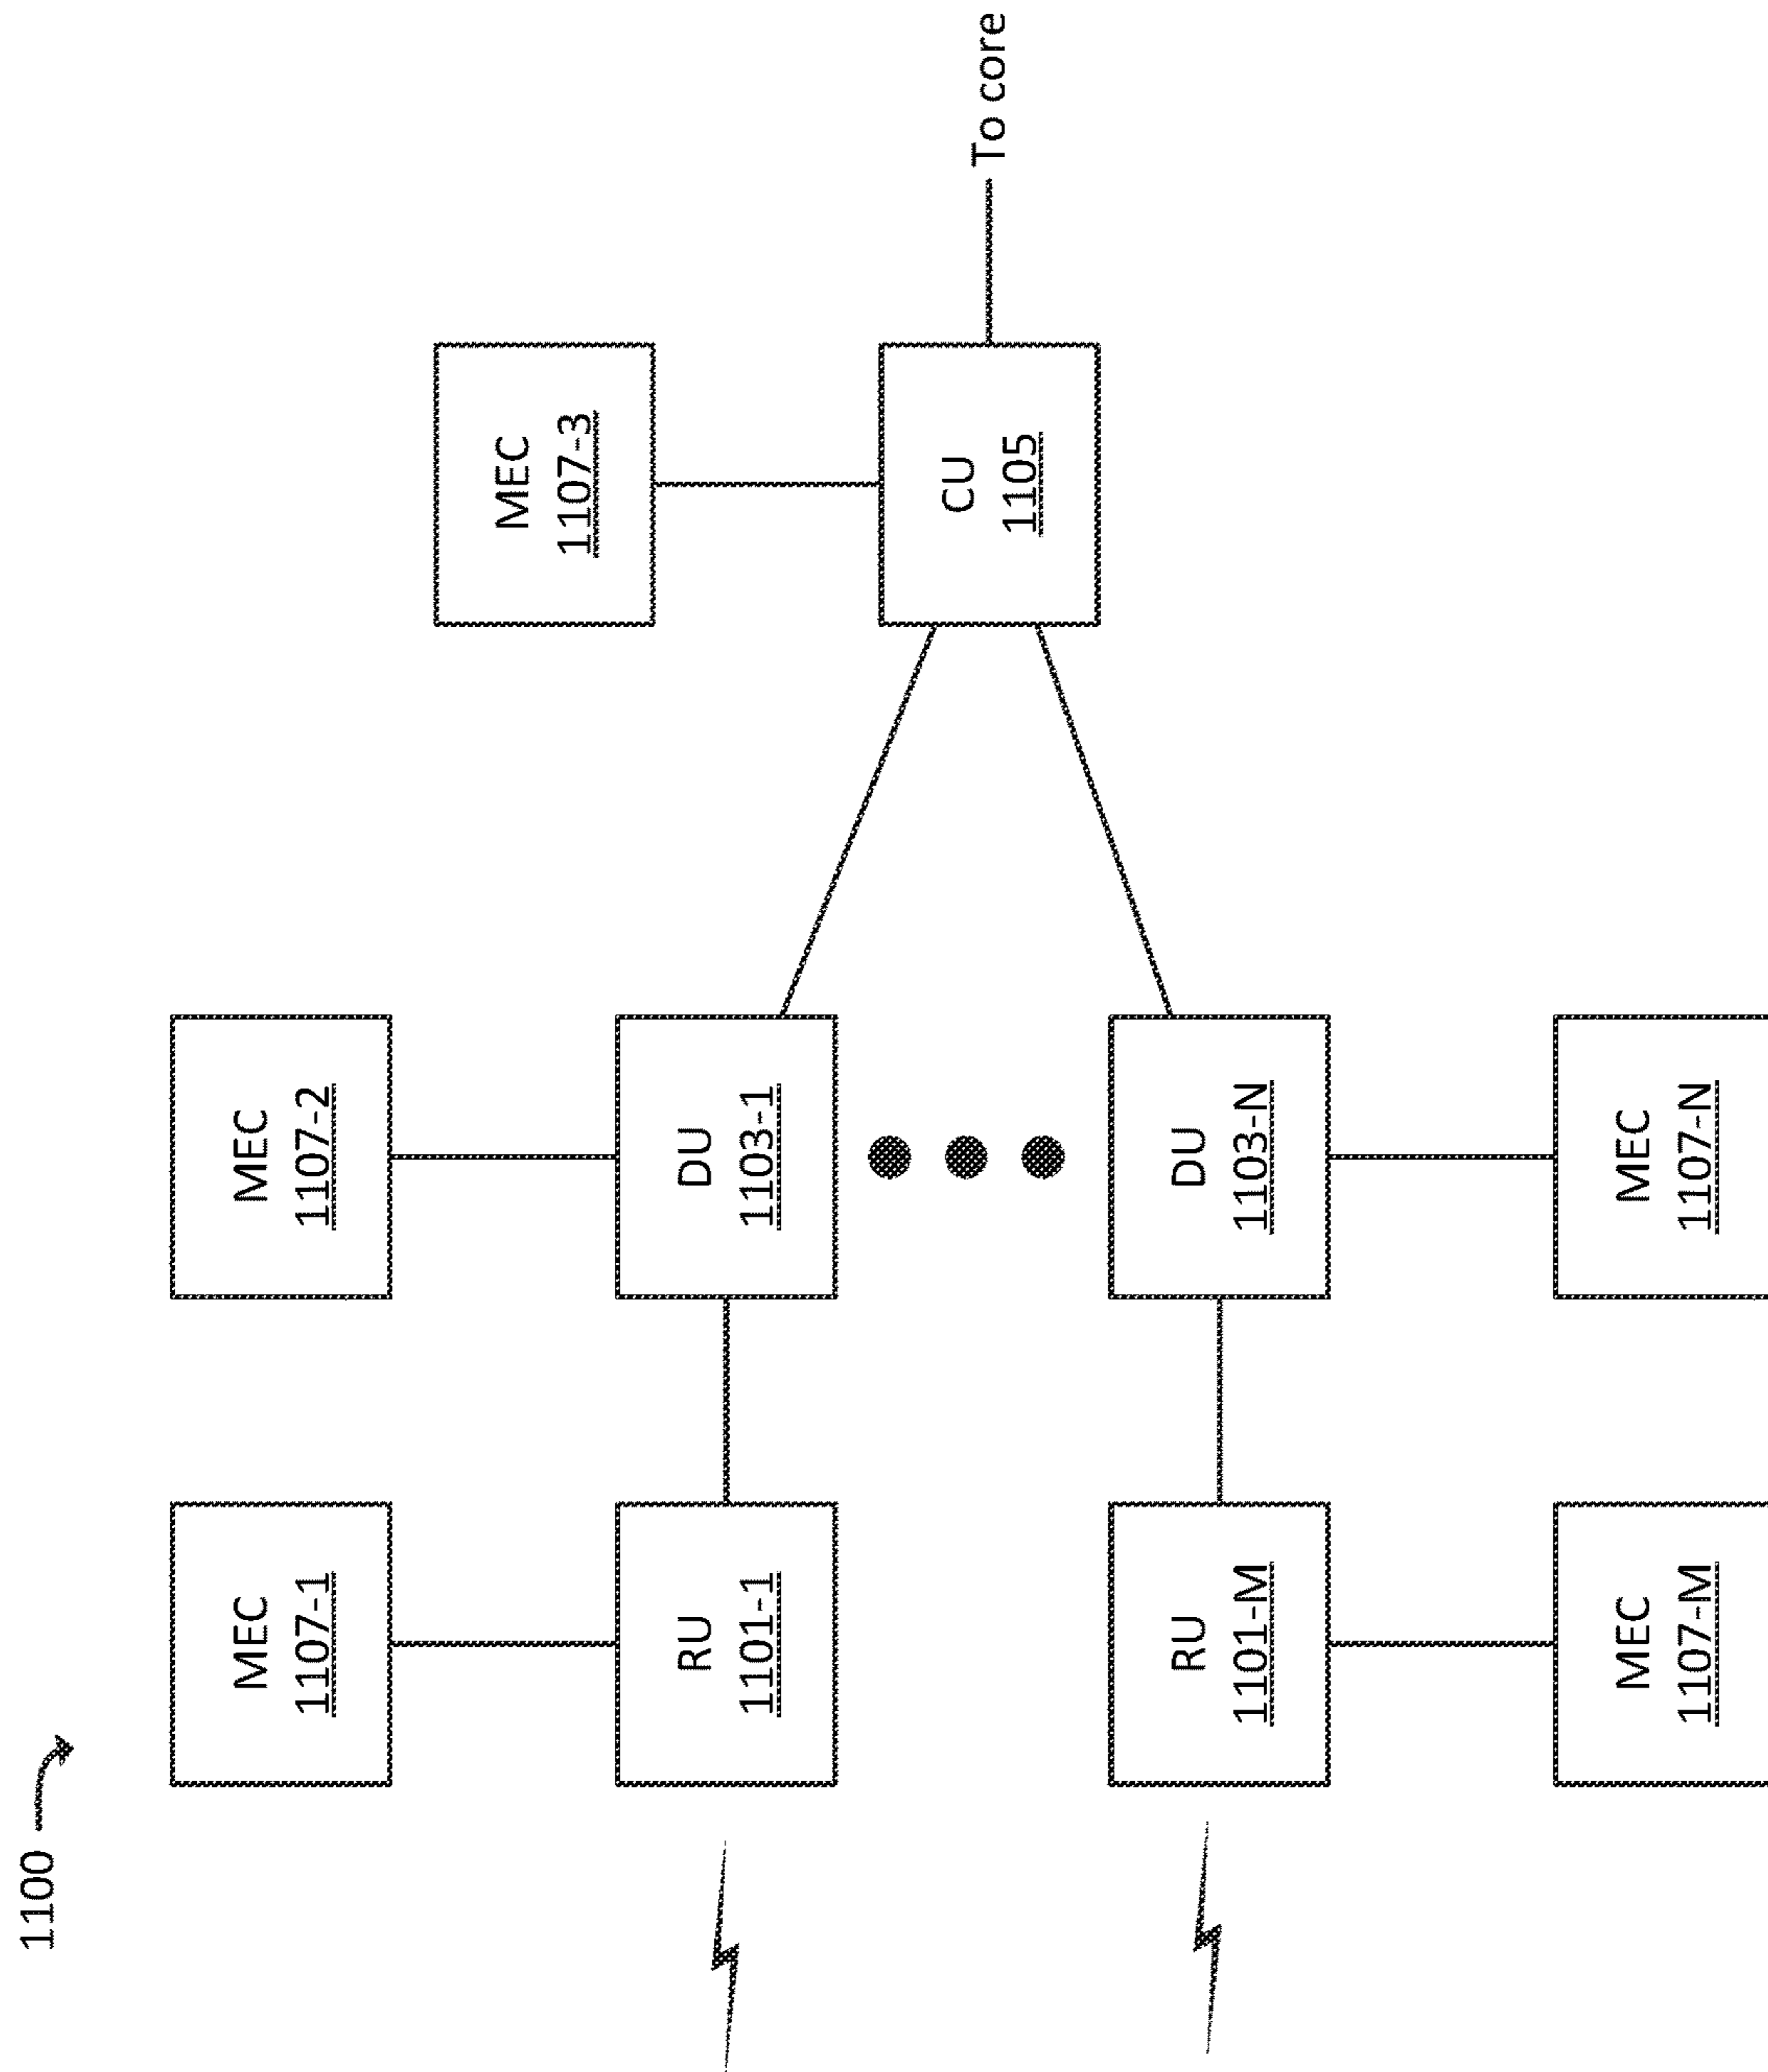 1100
MEC
1107-1
MEC
1107-2
MEC
1107-3
RU
1101-1
DU
1103-1
CU
1105
To core
RU
1101-M
DU
1103-N
MEC
1107-M
MEC
1107-N